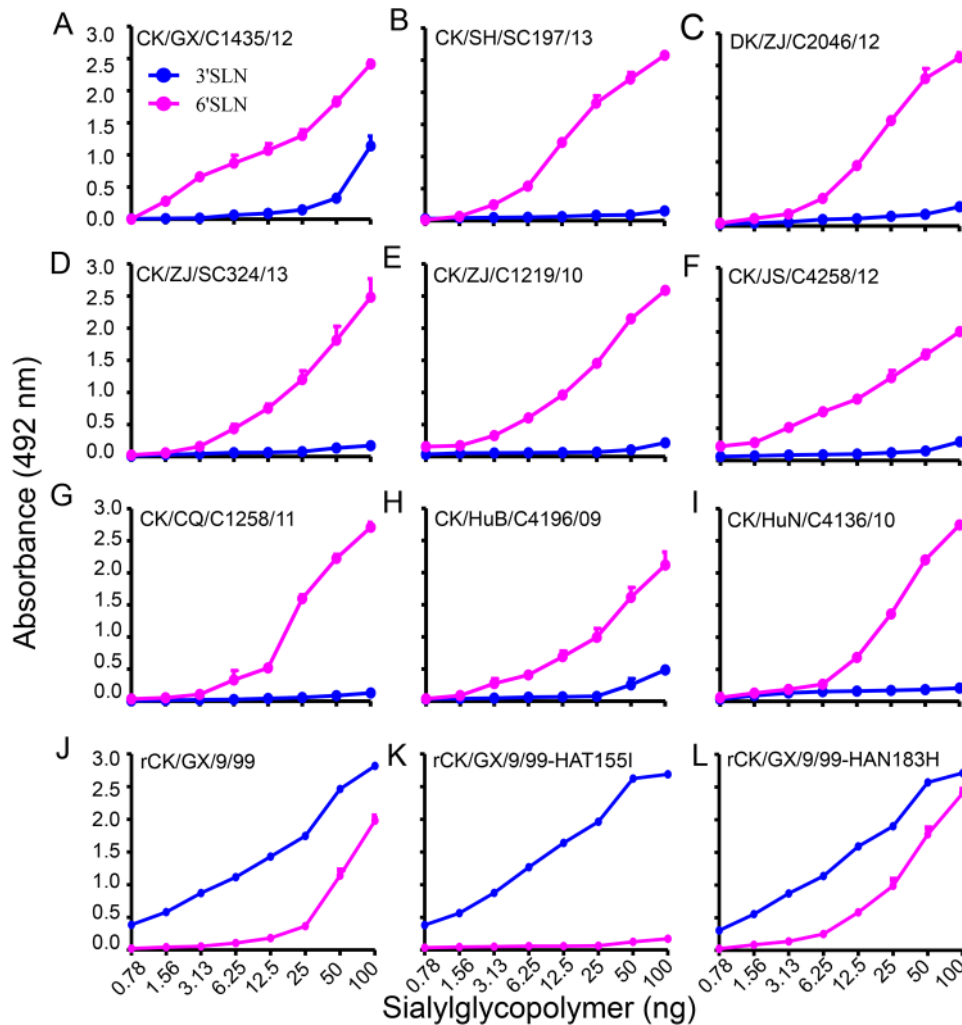 A CK/GX/C1435/12
B CK/SH/SC197/13
C DK/ZJ/C2046/12
3'SLN
6'SLN
3.0
2.5
2.0
1.5
1.0
0.5
0.0
D CK/ZJ/SC324/13
E CK/ZJ/C1219/10
F CK/JS/C4258/12
3.0
2.5
2.0
1.5
1.0
0.5
0.0
G CK/CQ/C1258/11
H CK/HuB/C4196/09
I CK/HuN/C4136/10
3.0
2.5
2.0
1.5
1.0
0.5
0.0
J rCK/GX/9/99
K rCK/GX/9/99-HAT155I
L rCK/GX/9/99-HAN183H
3.0
2.5
2.0
1.5
1.0
0.5
0.0
Absorbance (492 nm)
0.78 1.56 3.13 6.25 12.5 25 50 100
0.78 1.56 3.13 6.25 12.5 25 50 100
0.78 1.56 3.13 6.25 12.5 25 50 100
Sialylglycopolymer (ng)